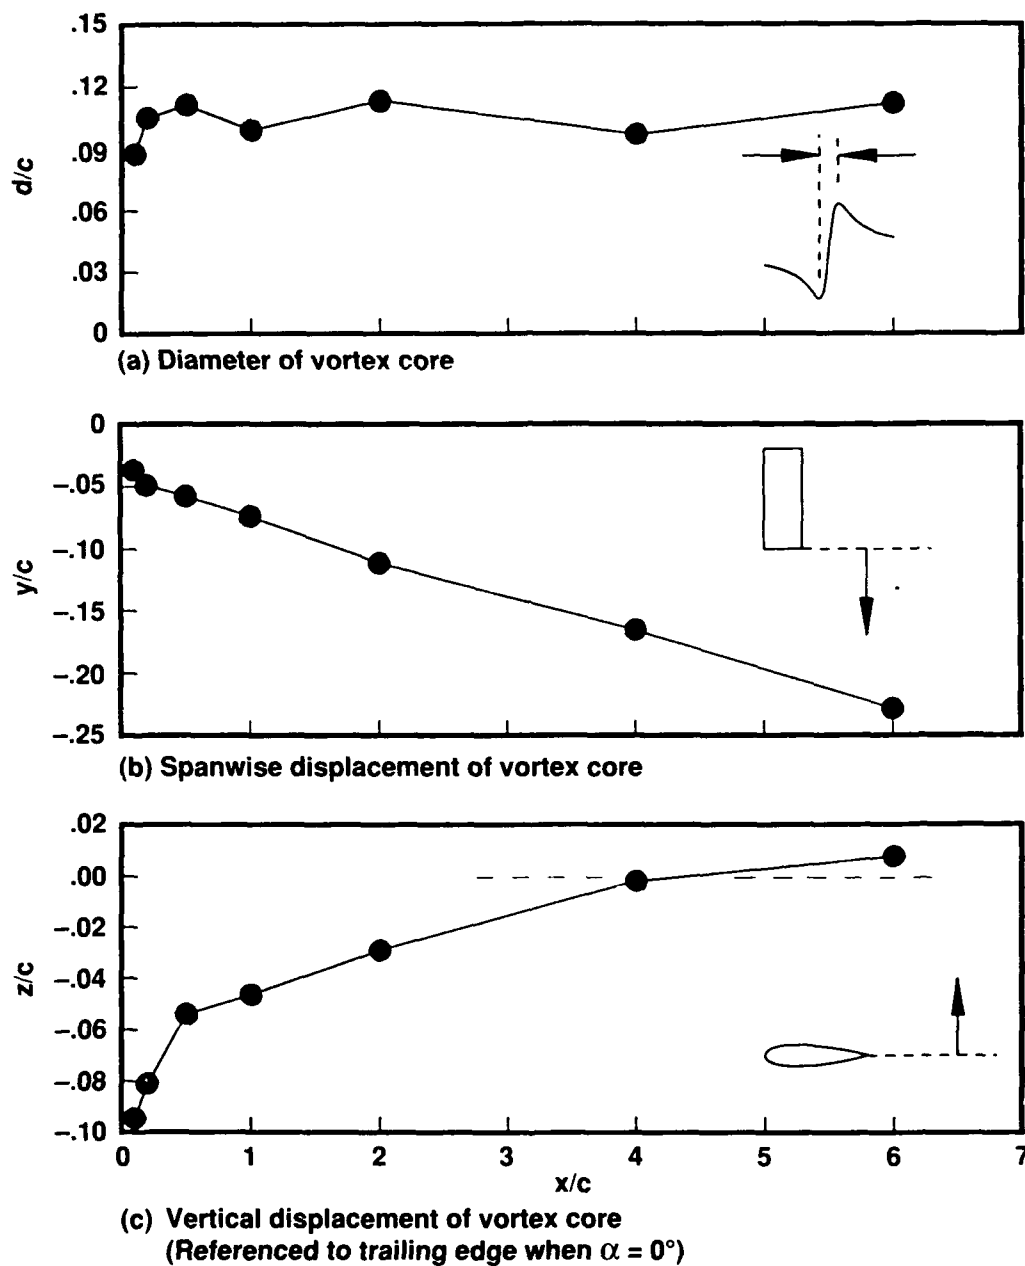 .15
.12
.09
.06
.03
0
d/c
(a) Diameter of vortex core
0
−.05
−.10
−.15
−.20
−.25
y/c
(b) Spanwise displacement of vortex core
.02
.00
−.02
−.04
−.06
−.08
−.10
z/c
0 1 2 3 4 5 6 7
x/c
(c) Vertical displacement of vortex core
(Referenced to trailing edge when α = 0°)